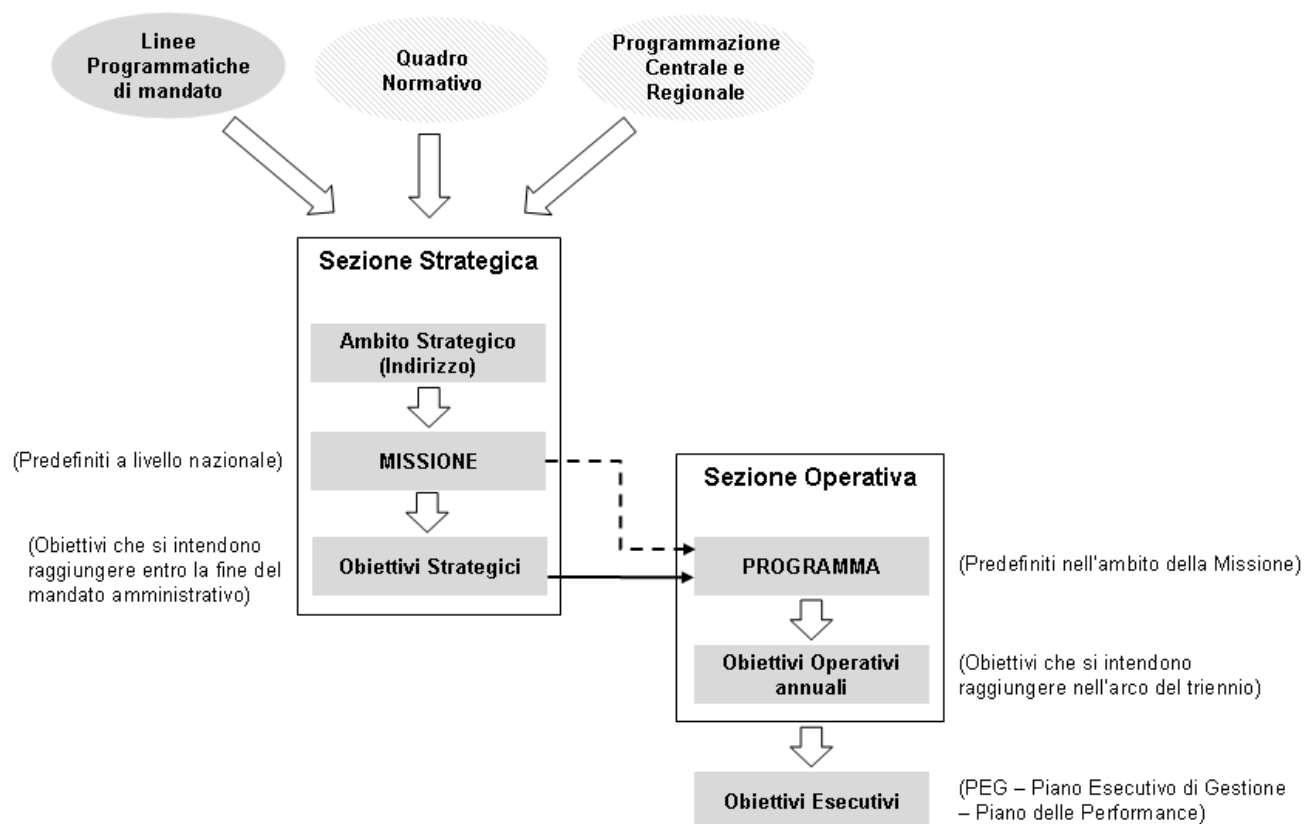 Linee
Programmatiche
di mandato
Quadro
Normativo
Programmazione
Centrale e
Regionale
Sezione Strategica
Ambito Strategico
(Indirizzo)
(Predefiniti a livello nazionale)
MISSIONE
(Obiettivi che si intendono
raggiungere entro la fine del
mandato amministrativo)
Obiettivi Strategici
Sezione Operativa
PROGRAMMA
(Predefiniti nell'ambito della Missione)
Obiettivi Operativi
annuali
(Obiettivi che si intendono
raggiungere nell'arco del triennio)
Obiettivi Esecutivi
(PEG – Piano Esecutivo di Gestione
– Piano delle Performance)